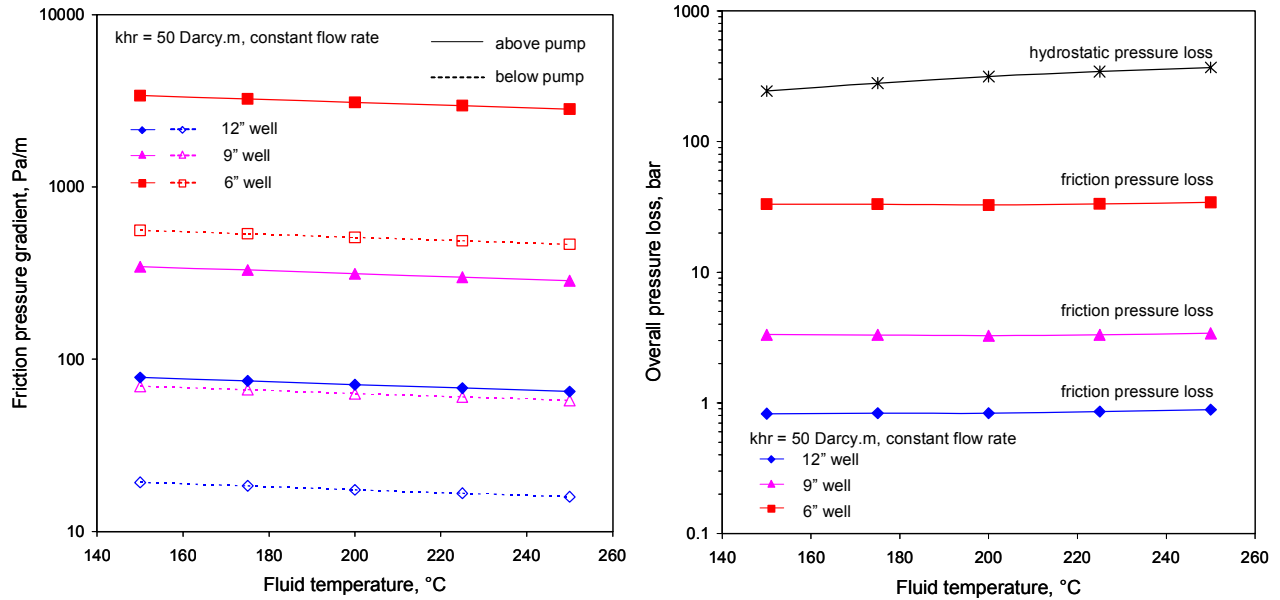 10000
khr = 50 Darcy.m, constant flow rate
above pump
below pump
12” well
9” well
6” well
1000
100
10
140
160
180
200
220
240
260
Friction pressure gradient, Pa/m
Fluid temperature, °C
1000
hydrostatic pressure loss
100
friction pressure loss
10
friction pressure loss
1
friction pressure loss
khr = 50 Darcy.m, constant flow rate
12” well
9” well
6” well
0.1
140
160
180
200
220
240
260
Overall pressure loss, bar
Fluid temperature, °C